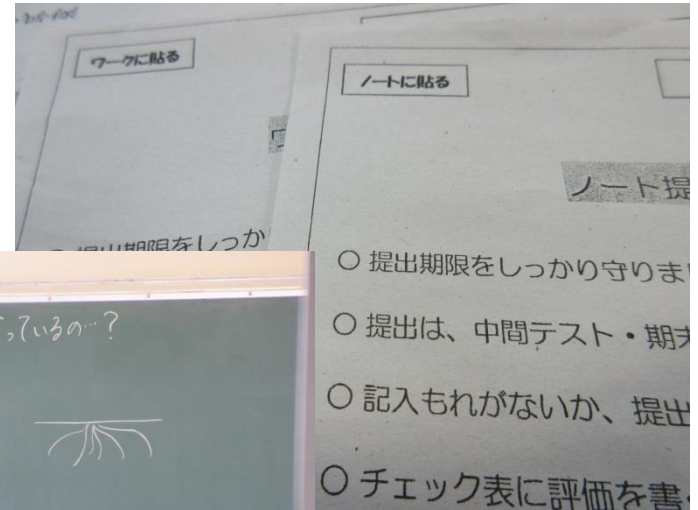 ワークに貼る
提出期限をしっか
ノートに貼る
ノート提
○ 提出期限をしっかり守りま
○ 提出は、中間テスト・期末
○ 記入もれがないか、提出
○ チェック表に評価を書
っているの…?